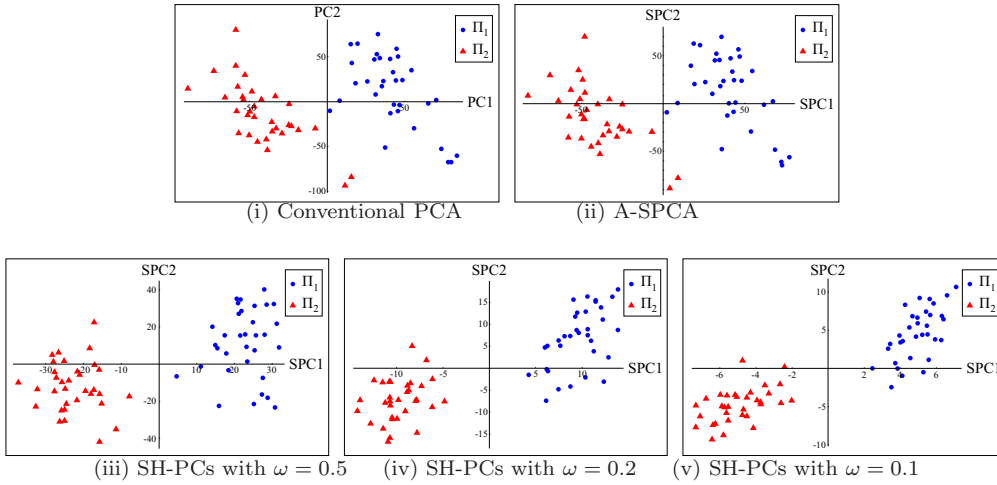 PC2
Π1
Π2
50
PC1
-50
50
-50
-100
(i) Conventional PCA
SPC2
Π1
Π2
50
SPC1
-50
50
-50
(ii) A-SPCA
SPC2
Π1
Π2
40
20
SPC1
-30
-20
-10
10
20
30
-20
-40
(iii) SH-PCs with ω = 0.5
SPC2
Π1
Π2
15
10
5
SPC1
-10
-5
5
10
-5
-10
-15
(iv) SH-PCs with ω = 0.2
SPC2
Π1
Π2
10
5
SPC1
-6
-4
-2
2
4
6
-5
-10
(v) SH-PCs with ω = 0.1